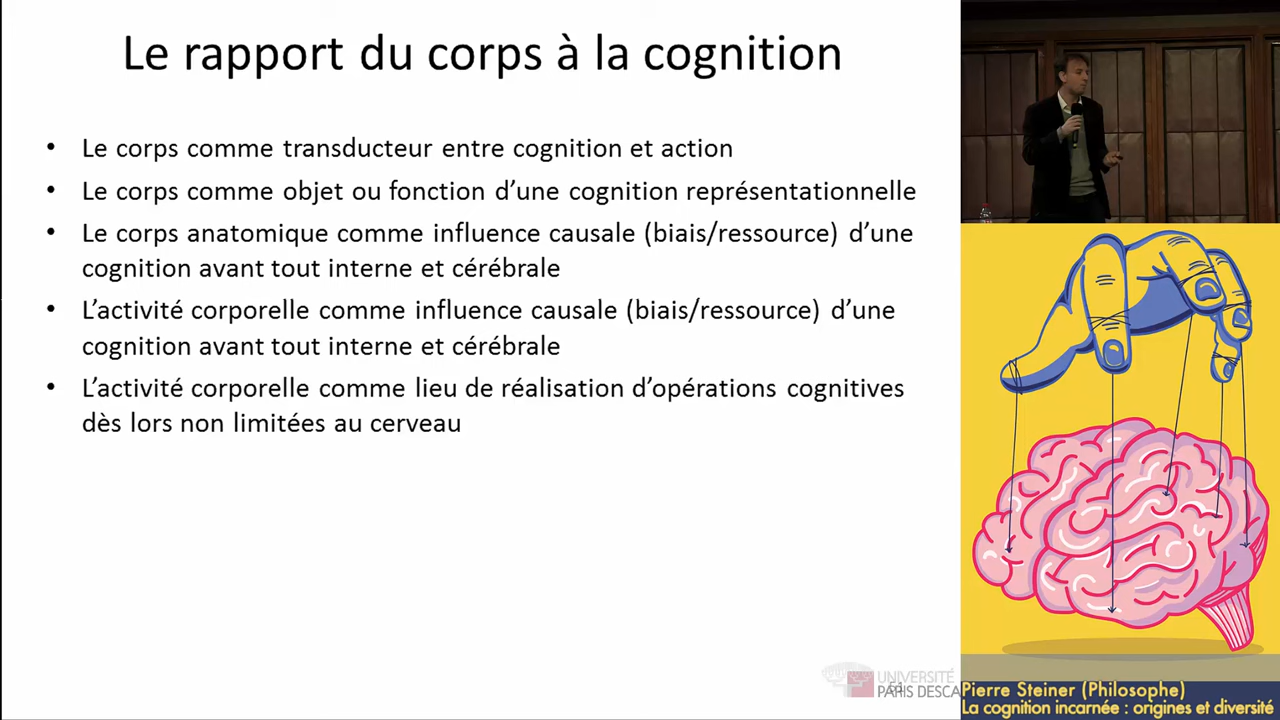 Le rapport du corps à la cognition
• Le corps comme transducteur entre cognition et action
• Le corps comme objet ou fonction d’une cognition représentationnelle
• Le corps anatomique comme influence causale (biais/ressource) d’une
cognition avant tout interne et cérébrale
• L’activité corporelle comme influence causale (biais/ressource) d’une
cognition avant tout interne et cérébrale
• L’activité corporelle comme lieu de réalisation d’opérations cognitives
dès lors non limitées au cerveau
UNIVERSITÉ
PARIS DESCA
Pierre Steiner (Philosophe)
La cognition incarnée : origines et diversité